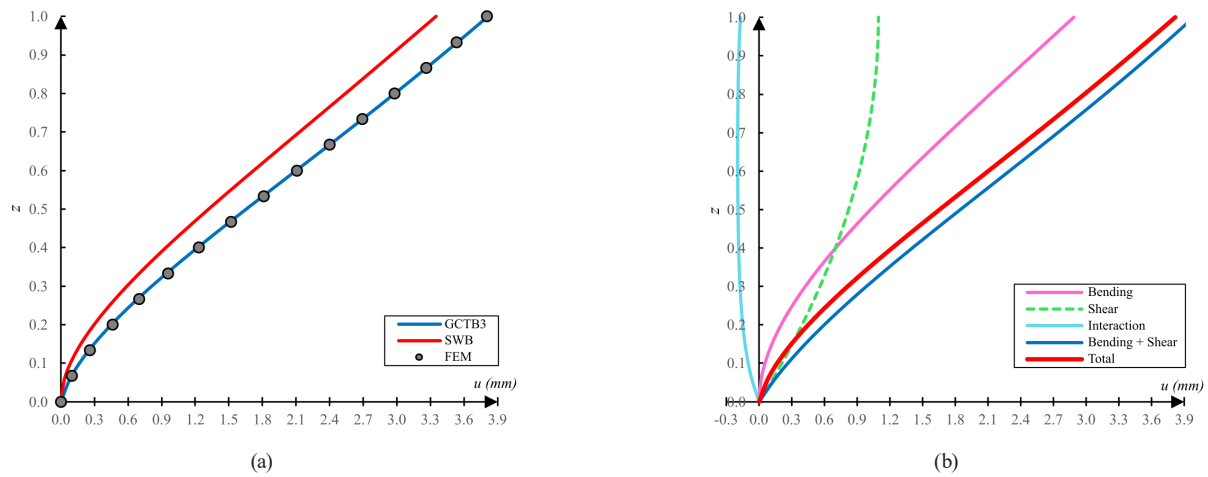 1.0
0.9
0.8
0.7
0.6
z
0.5
0.4
0.3
0.2
0.1
0.0
GCTB3
SWB
FEM
u (mm)
0.0 0.3 0.6 0.9 1.2 1.5 1.8 2.1 2.4 2.7 3.0 3.3 3.6 3.9
(a)
1.0
0.9
0.8
0.7
0.6
z
0.5
0.4
0.3
0.2
0.1
0.0
Bending
Shear
Interaction
Bending + Shear
Total
u (mm)
-0.3 0.0 0.3 0.6 0.9 1.2 1.5 1.8 2.1 2.4 2.7 3.0 3.3 3.6 3.9
(b)